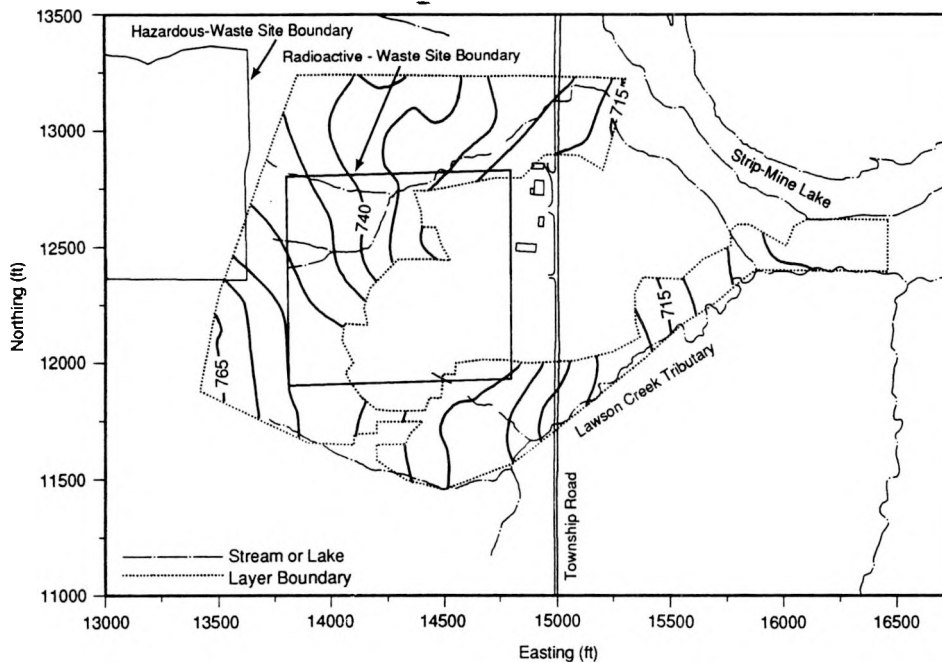 13500
Hazardous-Waste Site Boundary
Radioactive - Waste Site Boundary
715
13000
Strip-Mine Lake
740
12500
Northing (ft)
715
12000
765
Lawson Creek Tributary
11500
Township Road
Stream or Lake
Layer Boundary
11000
13000 13500 14000 14500 15000 15500 16000 16500
Easting (ft)